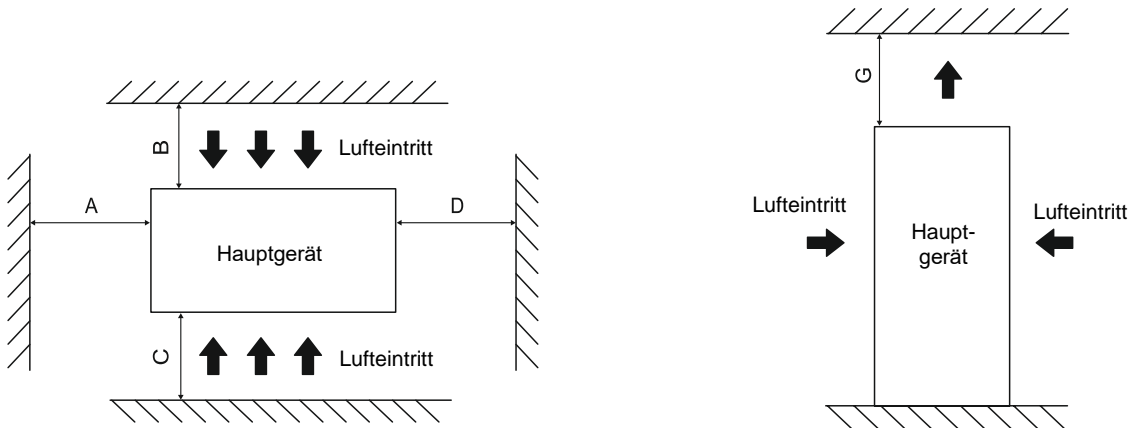 B
Lufteintritt
A
D
Hauptgerät
C
Lufteintritt
G
Lufteintritt
Lufteintritt
Haupt-
gerät